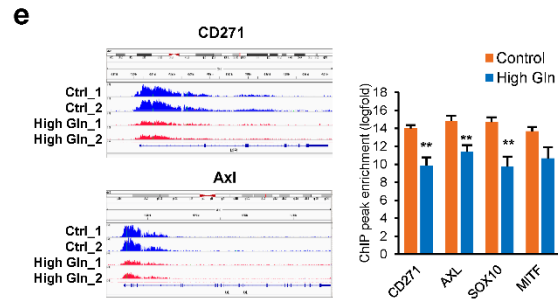 e
CD271
Ctrl_1
Ctrl_2
High Gln_1
High Gln_2
Axl
Ctrl_1
Ctrl_2
High Gln_1
High Gln_2
Control
High Gln
ChIP peak enrichment (logfold)
18
16
14
12
10
8
6
4
2
0
**
**
**
CD271
AXL
SOX10
MITF